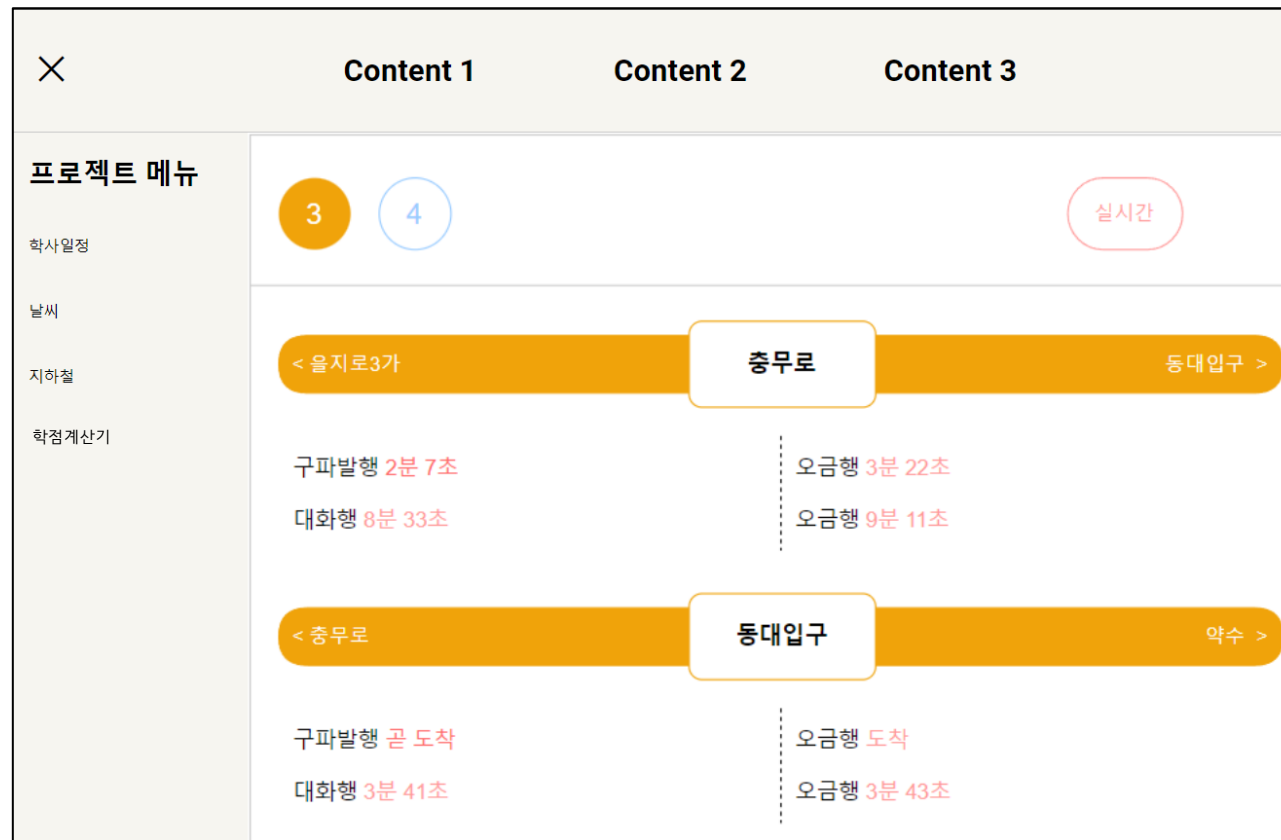 Content 1 Content 2 Content 3
프로젝트 메뉴
학사일정
날씨
지하철
학점계산기
3 4 실시간
< 을지로3가 충무로 동대입구 >
구파발행 2분 7초 오금행 3분 22초
대화행 8분 33초 오금행 9분 11초
< 충무로 동대입구 약수 >
구파발행 곧 도착 오금행 도착
대화행 3분 41초 오금행 3분 43초